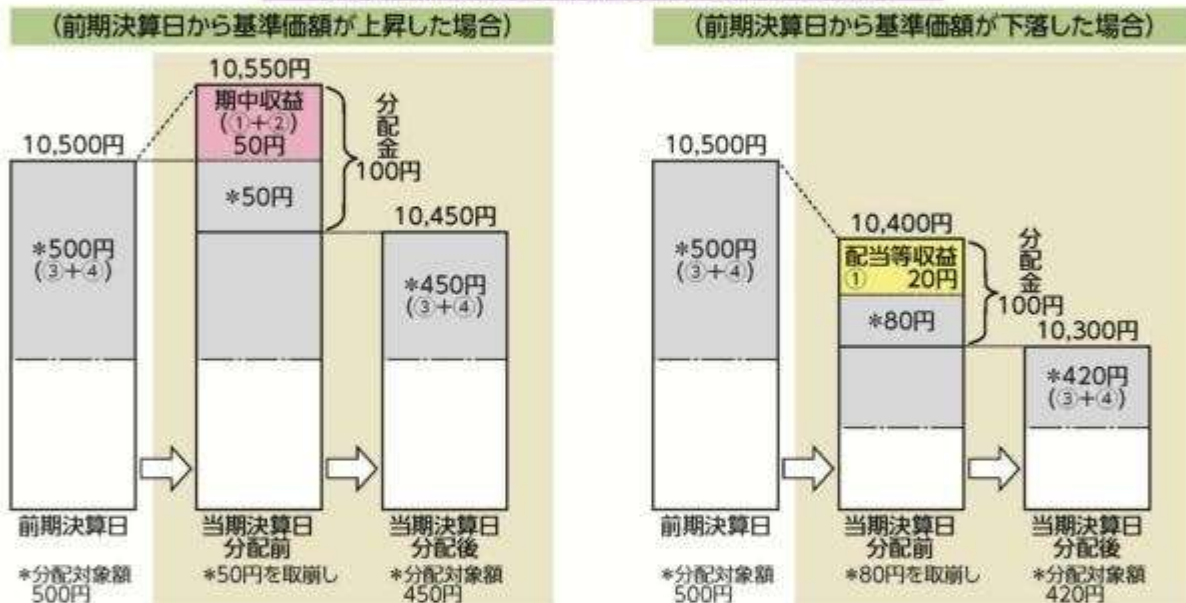 (前期決算日から基準価額が上昇した場合)
10,550円
期中収益
(①+②)
50円
分配金
100円
10,500円
*50円
10,450円
*500円
(③+④)
*450円
(③+④)
前期決算日
当期決算日
分配前
当期決算日
分配後
*分配対象額
500円
*50円を取崩し
*分配対象額
450円
(前期決算日から基準価額が下落した場合)
10,500円
10,400円
配当等収益
① 20円
分配金
100円
*500円
(③+④)
*80円
10,300円
*420円
(③+④)
前期決算日
当期決算日
分配前
当期決算日
分配後
*分配対象額
500円
*80円を取崩し
*分配対象額
420円